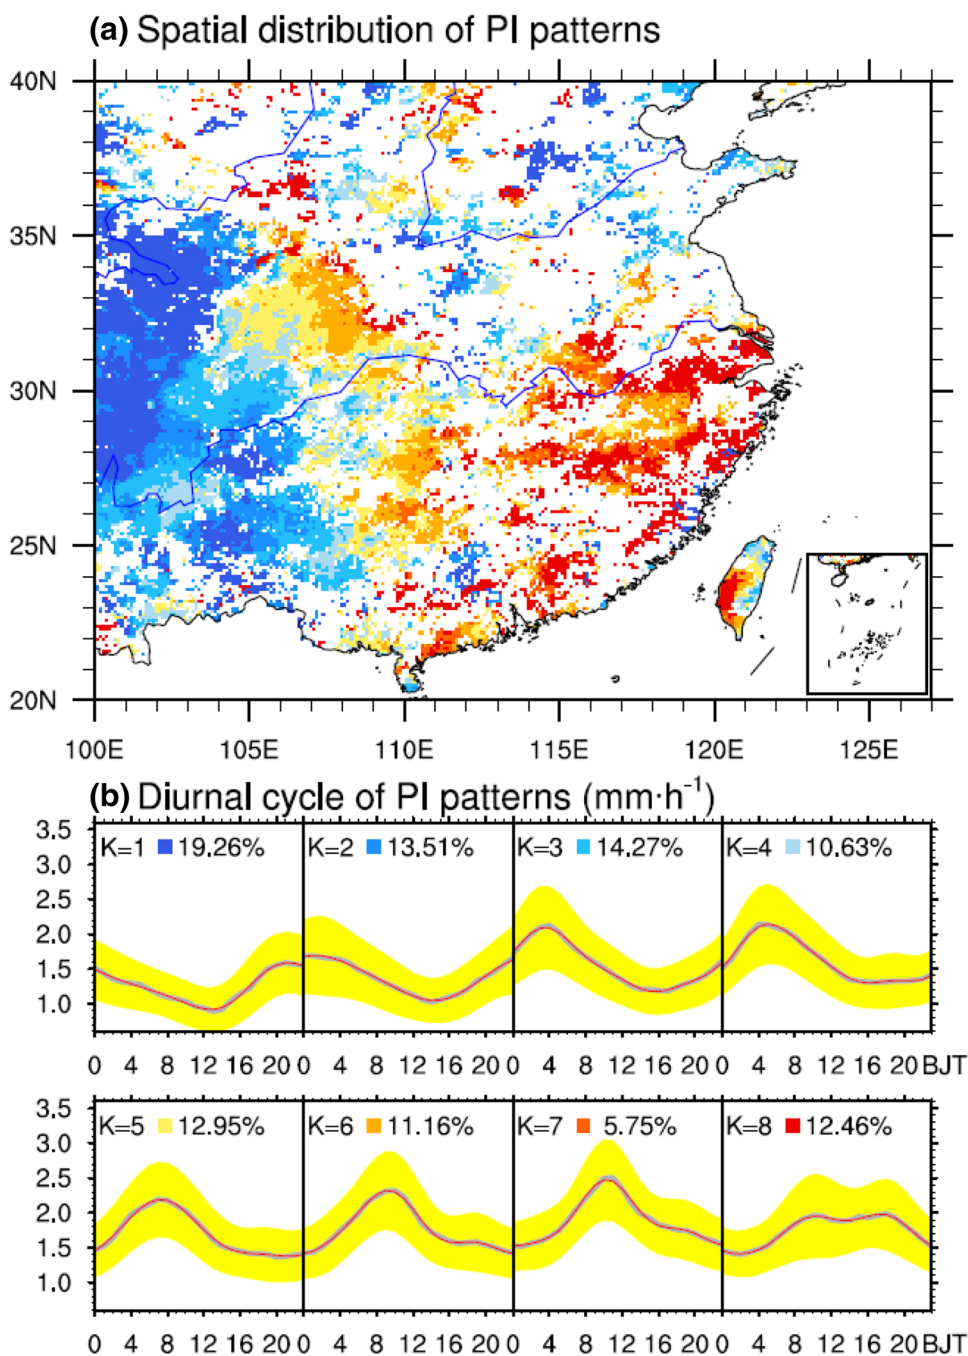 (a) Spatial distribution of PI patterns
40N
35N
30N
25N
20N
100E 105E 110E 115E 120E 125E
(b) Diurnal cycle of PI patterns (mm·h⁻¹)
3.5
3.0
2.5
2.0
1.5
1.0
K=1 19.26% K=2 13.51% K=3 14.27% K=4 10.63%
0 4 8 12 16 20 0 4 8 12 16 20 0 4 8 12 16 20 0 4 8 12 16 20 BJT
3.5
3.0
2.5
2.0
1.5
1.0
K=5 12.95% K=6 11.16% K=7 5.75% K=8 12.46%
0 4 8 12 16 20 0 4 8 12 16 20 0 4 8 12 16 20 0 4 8 12 16 20 BJT